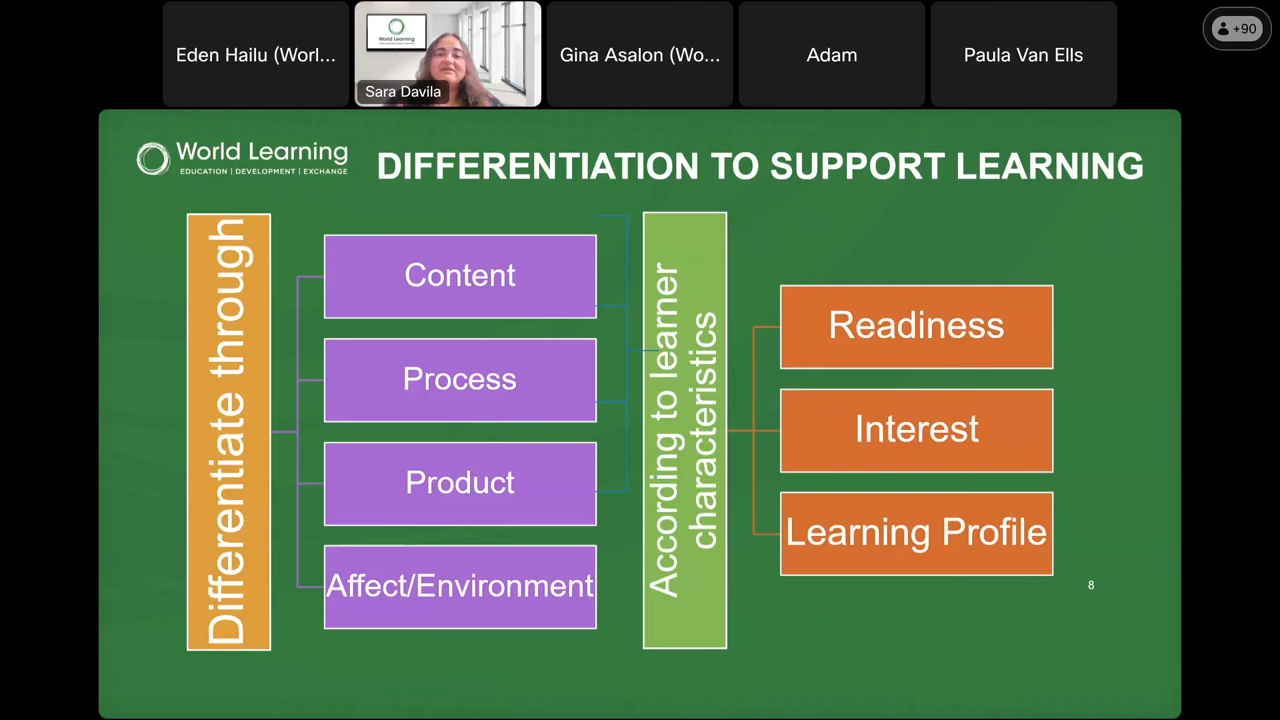 Eden Hailu (Worl...
Sara Davila
Gina Asalon (Wo...
Adam
Paula Van Ells
+90
World Learning
EDUCATION | DEVELOPMENT | EXCHANGE
DIFFERENTIATION TO SUPPORT LEARNING
Differentiate through
Content
Process
Product
Affect/Environment
According to learner
characteristics
Readiness
Interest
Learning Profile
8
World Learning